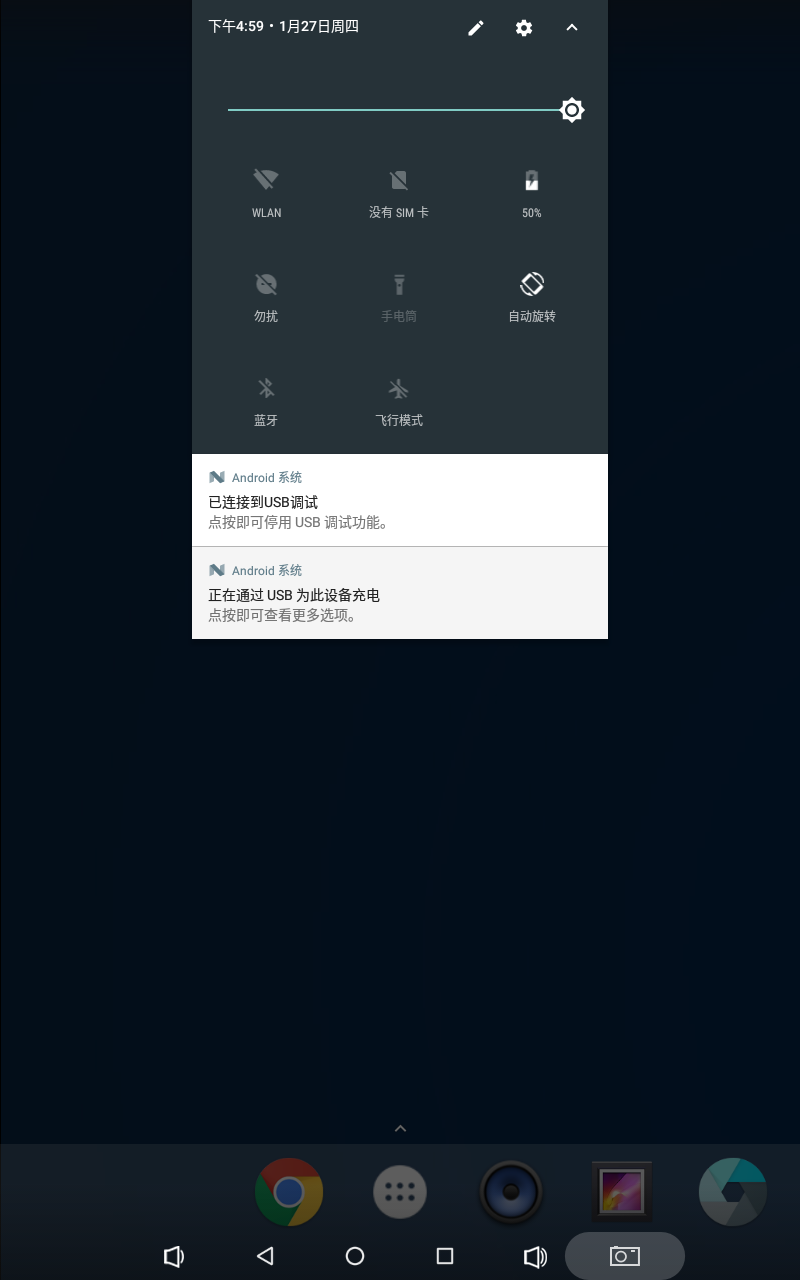 下午4:59 • 1月27日周四
WLAN
没有 SIM 卡
50%
勿扰
手电筒
自动旋转
蓝牙
飞行模式
Android 系统
已连接到USB调试
点按即可停用 USB 调试功能。
Android 系统
正在通过 USB 为此设备充电
点按即可查看更多选项。